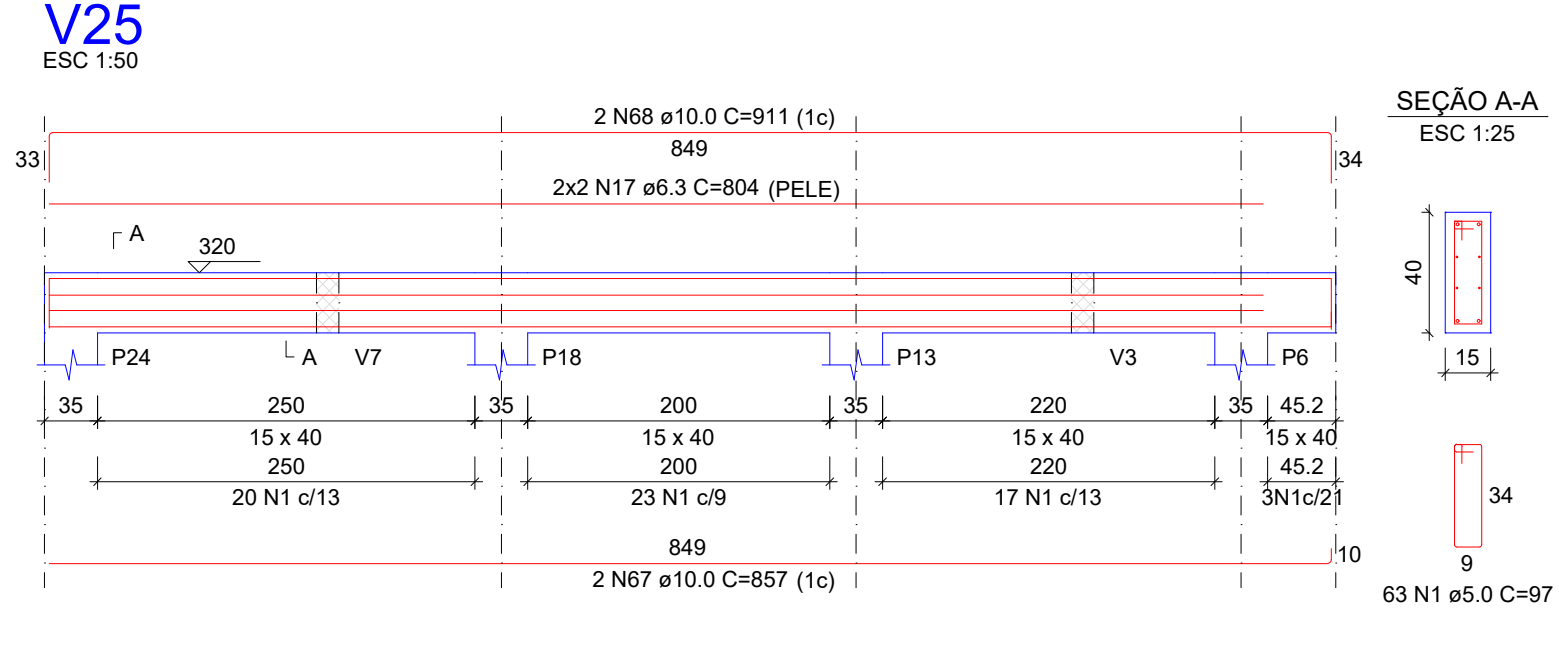 V25
ESC 1:50
2 N68 ø10.0 C=911 (1c)
849
33
34
2x2 N17 ø6.3 C=804 (PELE)
A
320
A
P24
V7
P18
P13
V3
P6
35
250
35
200
35
220
35
45.2
15 x 40
15 x 40
15 x 40
15 x 40
250
200
220
45.2
20 N1 c/13
23 N1 c/9
17 N1 c/13
3N1c/21
849
10
2 N67 ø10.0 C=857 (1c)
SEÇÃO A-A
ESC 1:25
40
15
34
9
63 N1 ø5.0 C=97